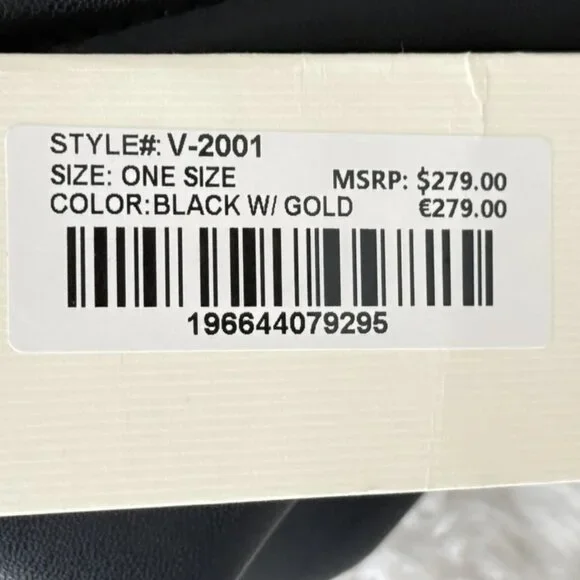 STYLE#: V-2001
SIZE: ONE SIZE MSRP: $279.00
COLOR:BLACK W/ GOLD €279.00
196644079295